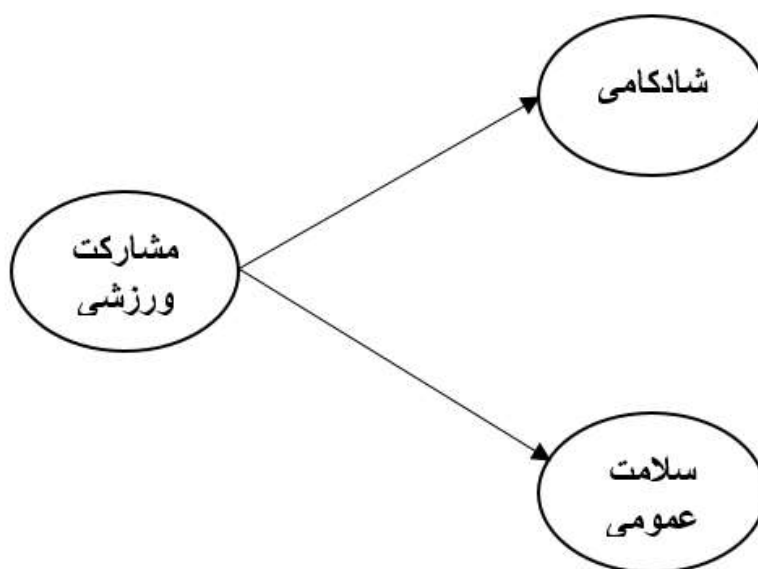 شادکامی
مشارکت
ورزشی
سلامت
عمومی